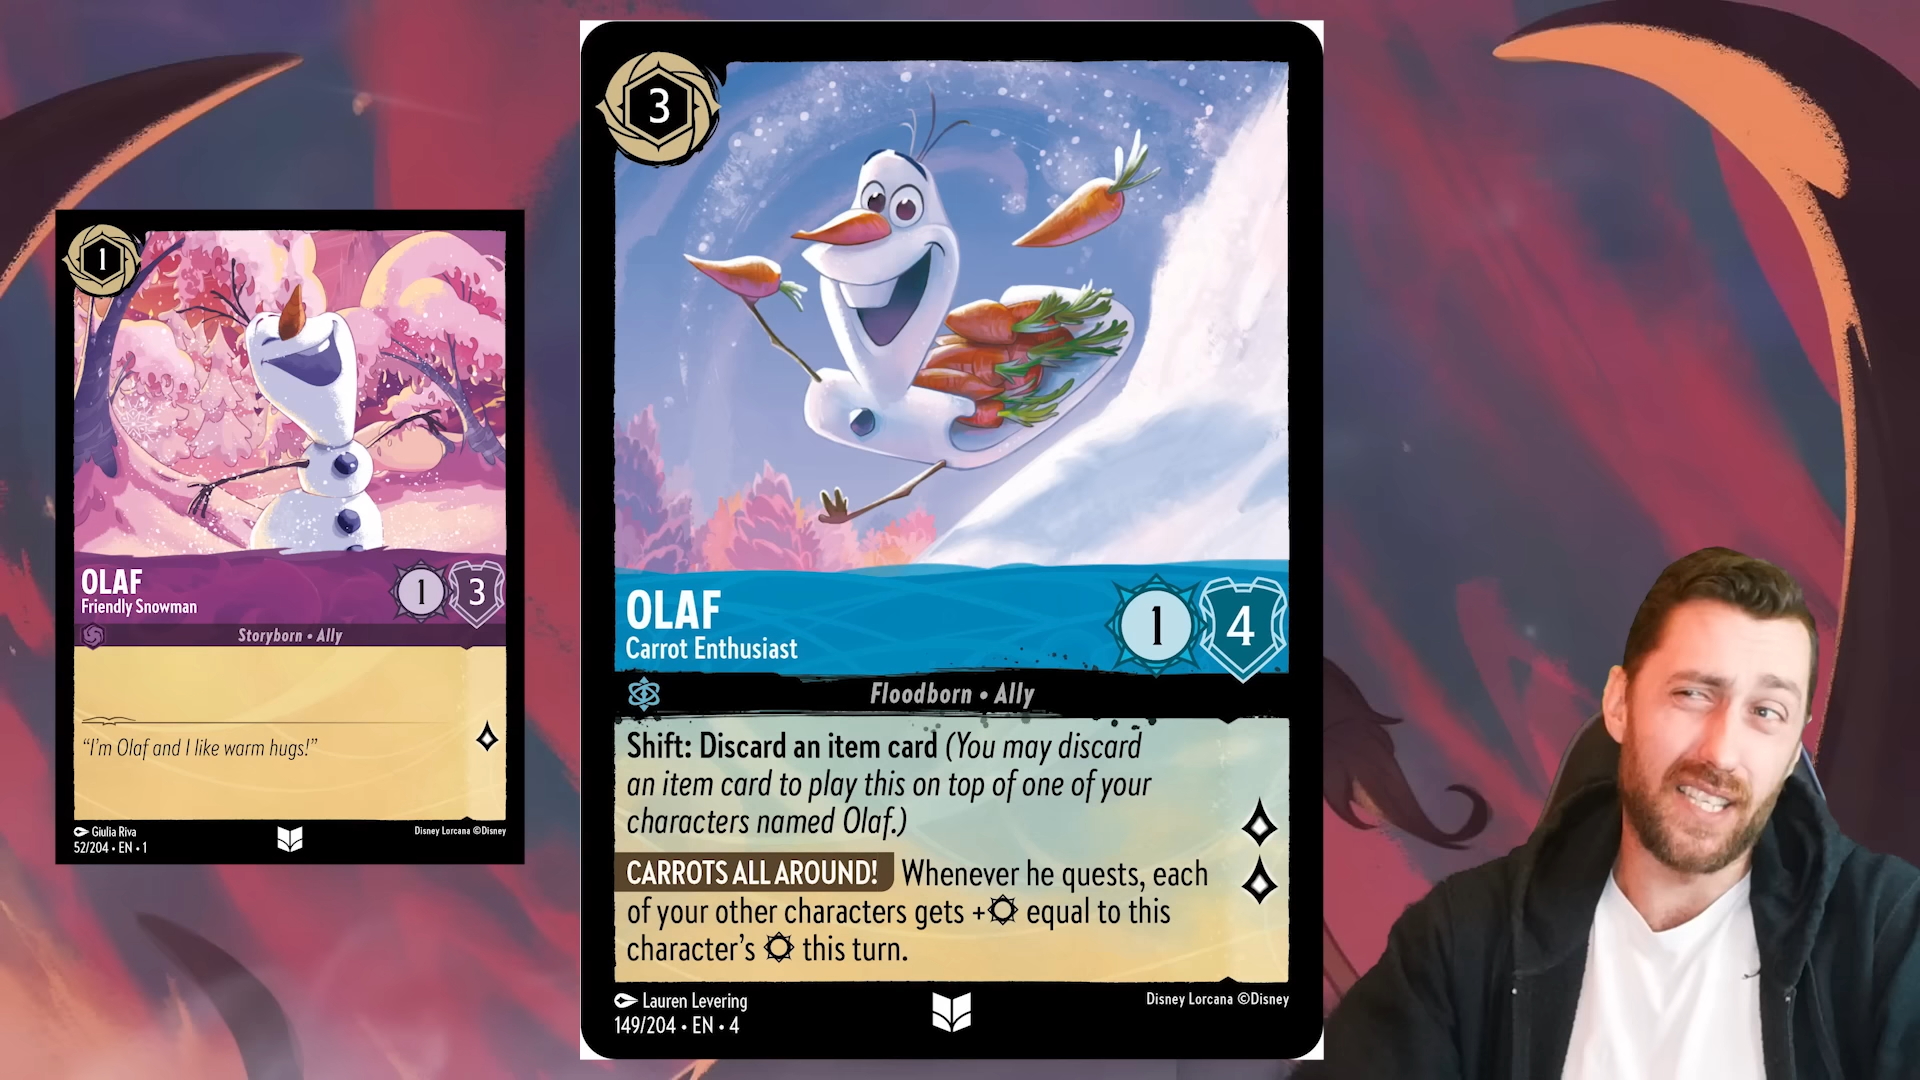 1
OLAF
Friendly Snowman
1
3
Storyborn • Ally
“I’m Olaf and I like warm hugs!”
Giulia Riva
52/204 • EN • 1
Disney Lorcana ©Disney
3
OLAF
Carrot Enthusiast
1
4
Floodborn • Ally
Shift: Discard an item card (You may discard
an item card to play this on top of one of your
characters named Olaf.)
CARROTS ALL AROUND! Whenever he quests, each
of your other characters gets + equal to this
character’s this turn.
Lauren Levering
149/204 • EN • 4
Disney Lorcana ©Disney